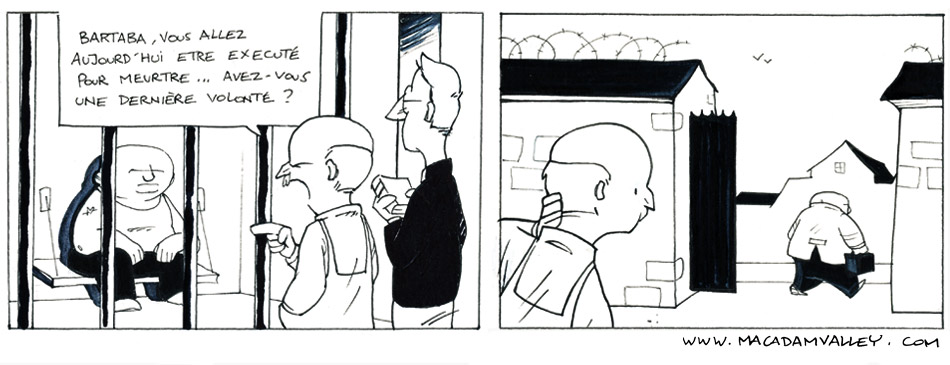 BARTABA, VOUS ALLEZ
AUJOURD'HUI ETRE EXECUTÉ
POUR MEURTRE... AVEZ-VOUS
UNE DERNIÈRE VOLONTÉ ?
WWW. MACADAMVALLEY. COM